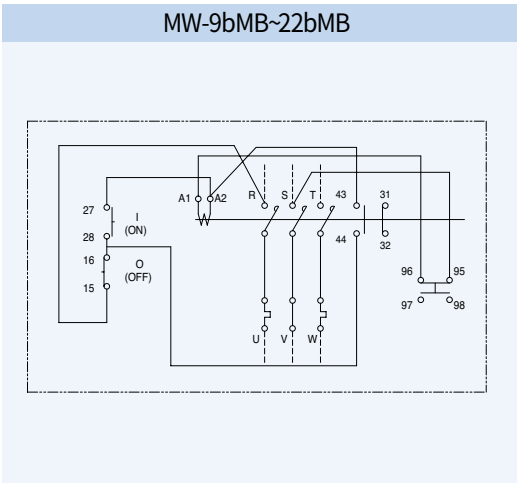 MW-9bMB~22bMB
A1 A2 R S T 43 31
27 I
(ON)
28
16 O
(OFF)
15
44 32
96 95
97 98
U V W